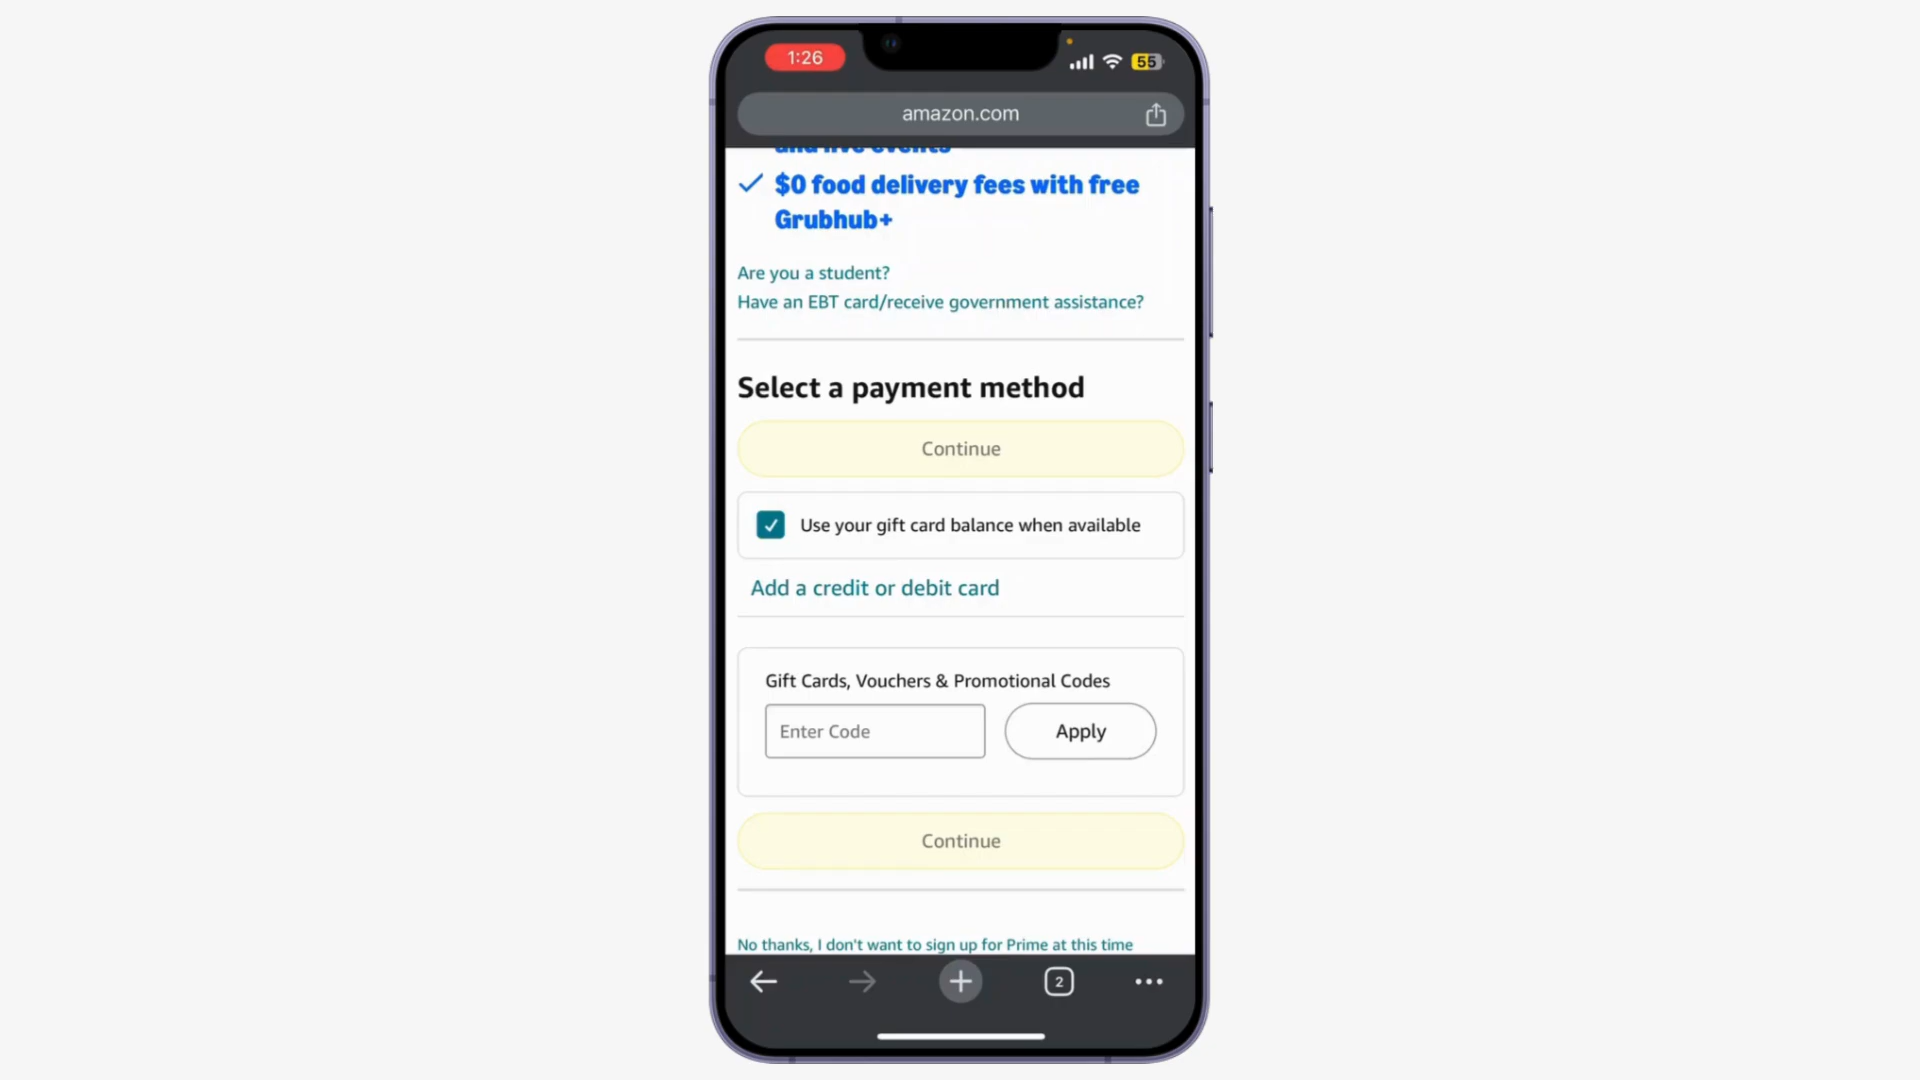 1:26
55
amazon.com
and live events
$0 food delivery fees with free
Grubhub+
Are you a student?
Have an EBT card/receive government assistance?
Select a payment method
Continue
Use your gift card balance when available
Add a credit or debit card
Gift Cards, Vouchers & Promotional Codes
Enter Code
Apply
Continue
No thanks, I don't want to sign up for Prime at this time
2